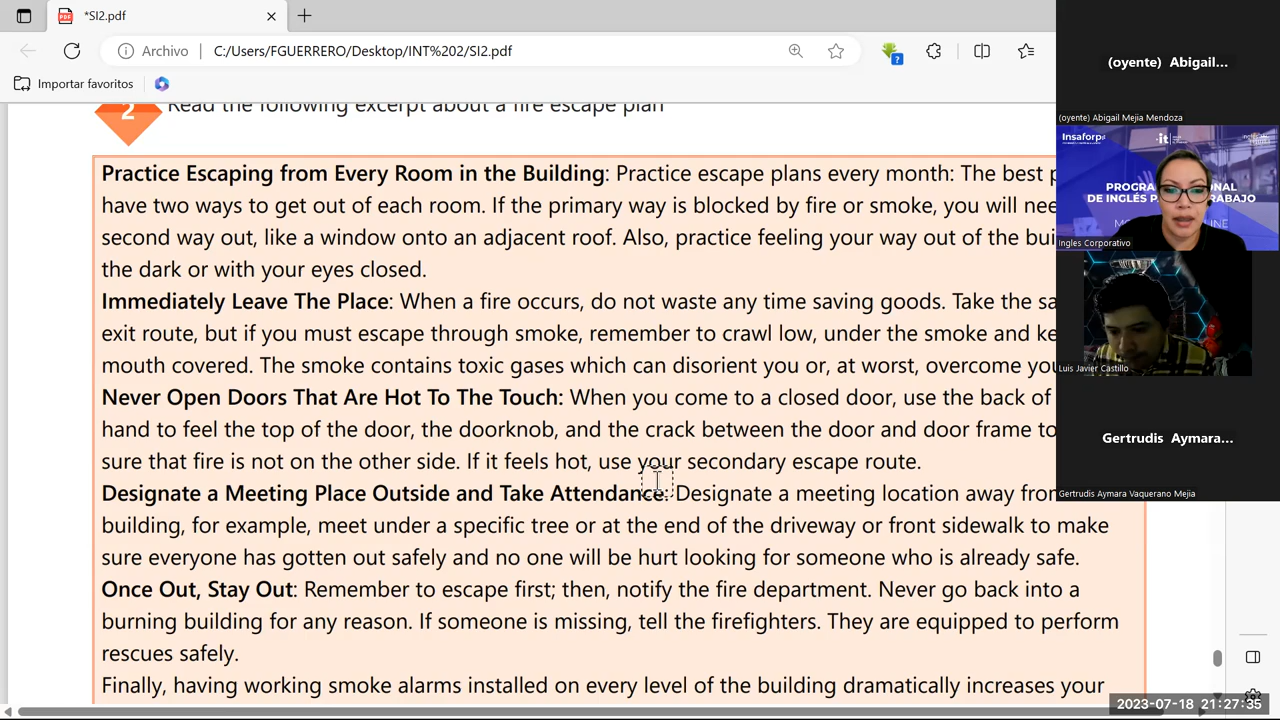 *SI2.pdf
Archivo
C:/Users/FGUERRERO/Desktop/INT%202/SI2.pdf
Importar favoritos
2
Read the following excerpt about a fire escape plan
Practice Escaping from Every Room in the Building: Practice escape plans every month: The best p
have two ways to get out of each room. If the primary way is blocked by fire or smoke, you will nee
second way out, like a window onto an adjacent roof. Also, practice feeling your way out of the bui
the dark or with your eyes closed.
Immediately Leave The Place: When a fire occurs, do not waste any time saving goods. Take the sa
exit route, but if you must escape through smoke, remember to crawl low, under the smoke and ke
mouth covered. The smoke contains toxic gases which can disorient you or, at worst, overcome you
Never Open Doors That Are Hot To The Touch: When you come to a closed door, use the back of
hand to feel the top of the door, the doorknob, and the crack between the door and door frame to
sure that fire is not on the other side. If it feels hot, use your secondary escape route.
Designate a Meeting Place Outside and Take Attendance: Designate a meeting location away from
building, for example, meet under a specific tree or at the end of the driveway or front sidewalk to make
sure everyone has gotten out safely and no one will be hurt looking for someone who is already safe.
Once Out, Stay Out: Remember to escape first; then, notify the fire department. Never go back into a
burning building for any reason. If someone is missing, tell the firefighters. They are equipped to perform
rescues safely.
Finally, having working smoke alarms installed on every level of the building dramatically increases your
(oyente) Abigail...
(oyente) Abigail Mejia Mendoza
Insaforp
Ingles Corporativo
Luis Javier Castillo
Gertrudis Aymara...
Gertrudis Aymara Vaquerano Mejia
2023-07-18 21:27:35